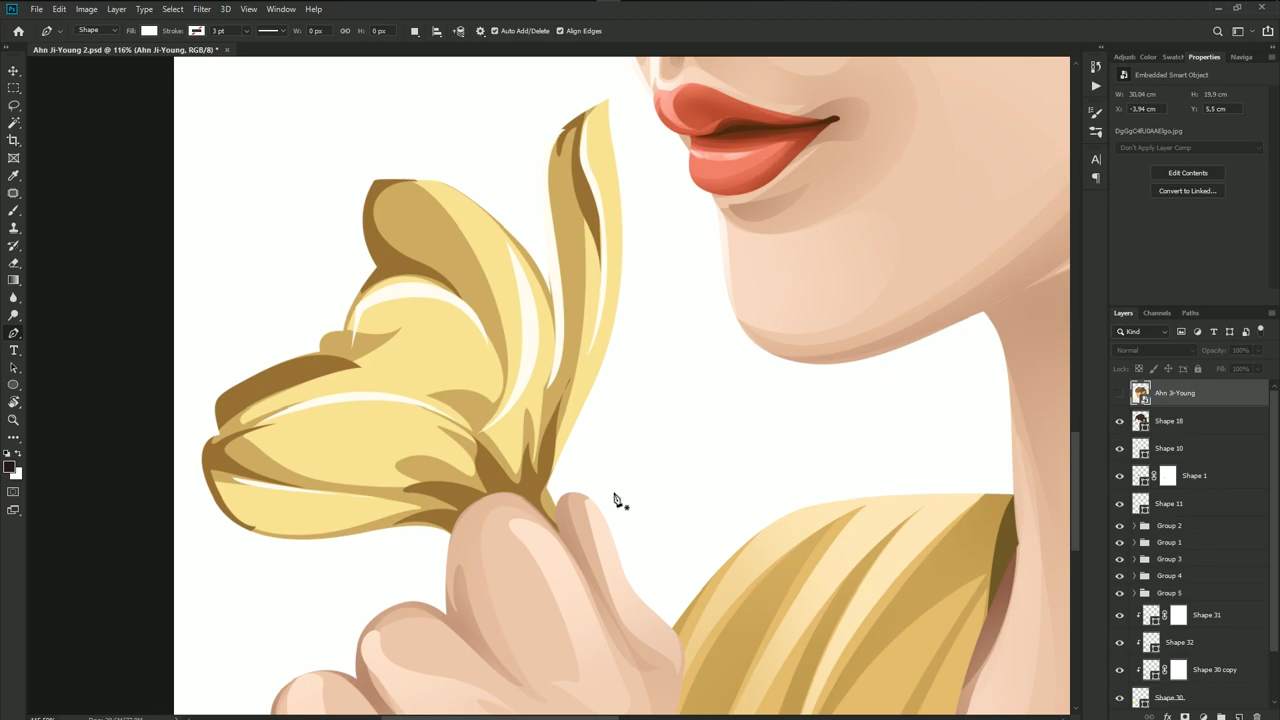 Ps File Edit Image Layer Type Select Filter 3D View Window Help
Shape Fill: Stroke: 3 pt W: 0 px H: 0 px Auto Add/Delete Align Edges
Ahn Ji-Young 2.psd @ 116% (Ahn Ji-Young, RGB/8) * ×
Adjust Color Swatch Properties Naviga
Embedded Smart Object
W: 30,04 cm H: 19,9 cm
X: -3,94 cm Y: 5,5 cm
Don't Apply Layer Comp
Edit Contents
Convert to Linked...
Layers Channels Paths
Kind
Normal Opacity: 100%
Lock: Fill: 100%
Ahn Ji-Young
Shape 18
Shape 10
Shape 1
Shape 11
Group 2
Group 1
Group 3
Group 4
Group 5
Shape 31
Shape 32
Shape 30 copy
Shape 30
fx